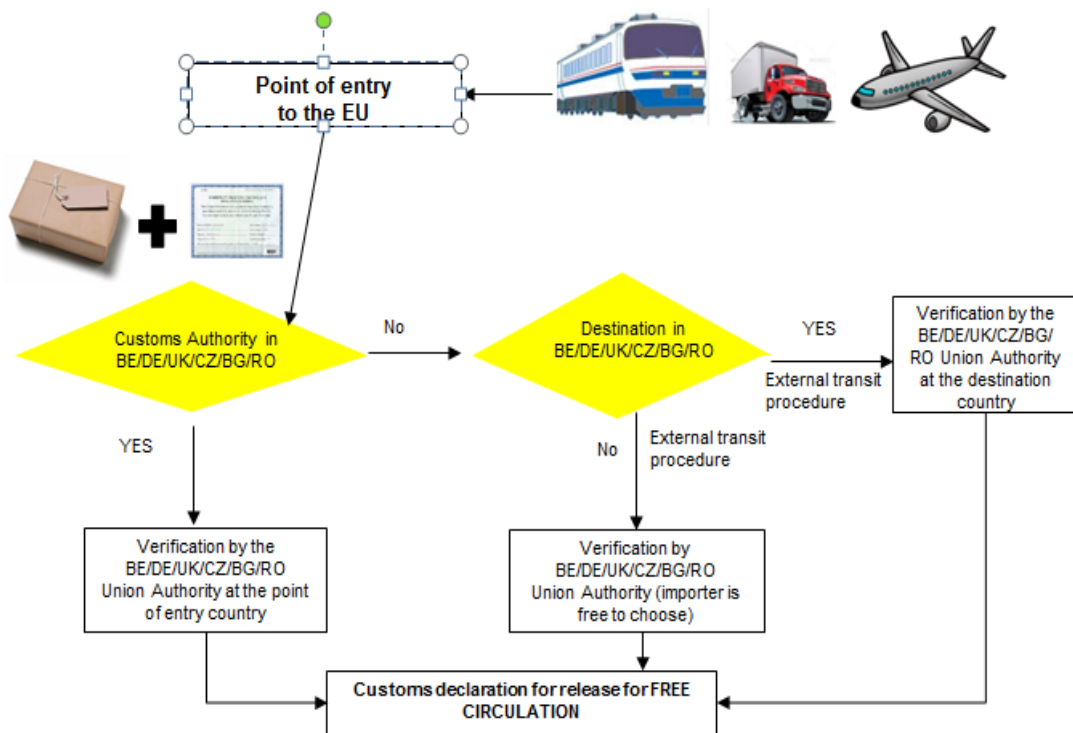 Point of entry
to the EU
Customs Authority in
BE/DE/UK/CZ/BG/RO
No
Destination in
BE/DE/UK/CZ/BG/RO
YES
External transit
procedure
Verification by the
BE/DE/UK/CZ/BG/
RO Union Authority
at the destination
country
YES
No
External transit
procedure
Verification by the
BE/DE/UK/CZ/BG/RO
Union Authority at the point
of entry country
Verification by
BE/DE/UK/CZ/BG/RO
Union Authority (importer is
free to choose)
Customs declaration for release for FREE
CIRCULATION